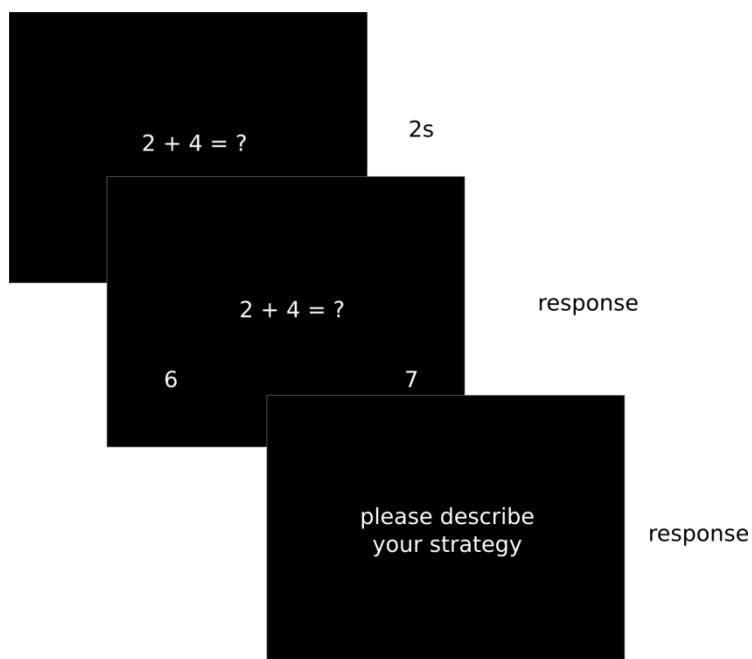 2 + 4 = ?
2s
2 + 4 = ?
response
6 7
please describe
your strategy
response